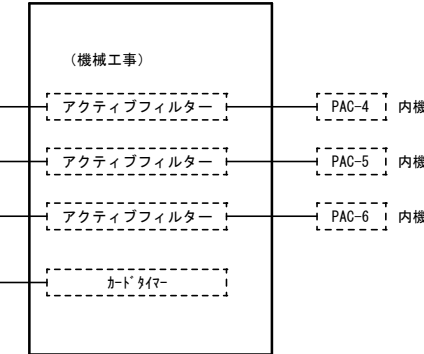 （機械工事）
アクティブフィルター PAC-4 内機
アクティブフィルター PAC-5 内機
アクティブフィルター PAC-6 内機
ｶｰﾄﾞﾀｲﾏｰ